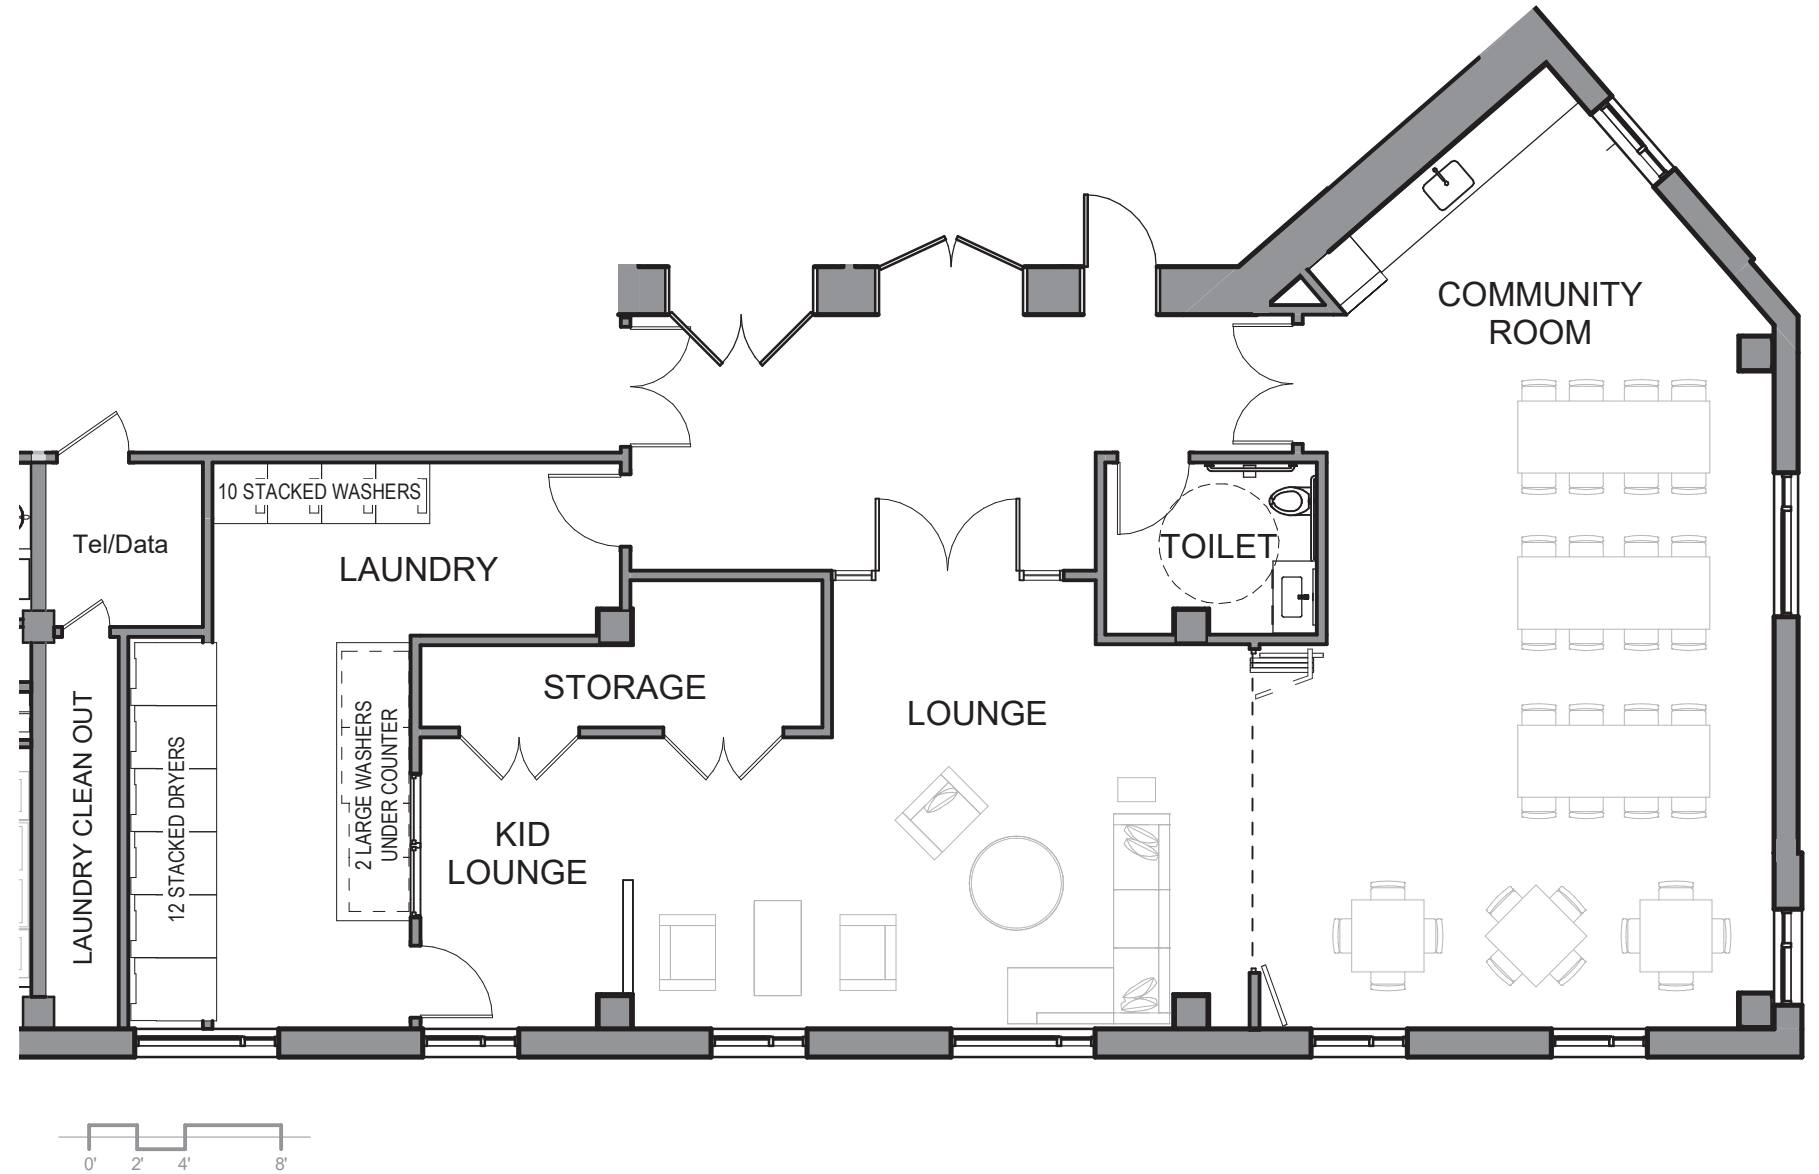 COMMUNITY
ROOM
10 STACKED WASHERS
Tel/Data
LAUNDRY
TOILET
STORAGE
LOUNGE
LAUNDRY CLEAN OUT
12 STACKED DRYERS
2 LARGE WASHERS
UNDER COUNTER
KID
LOUNGE
0' 2' 4' 8'